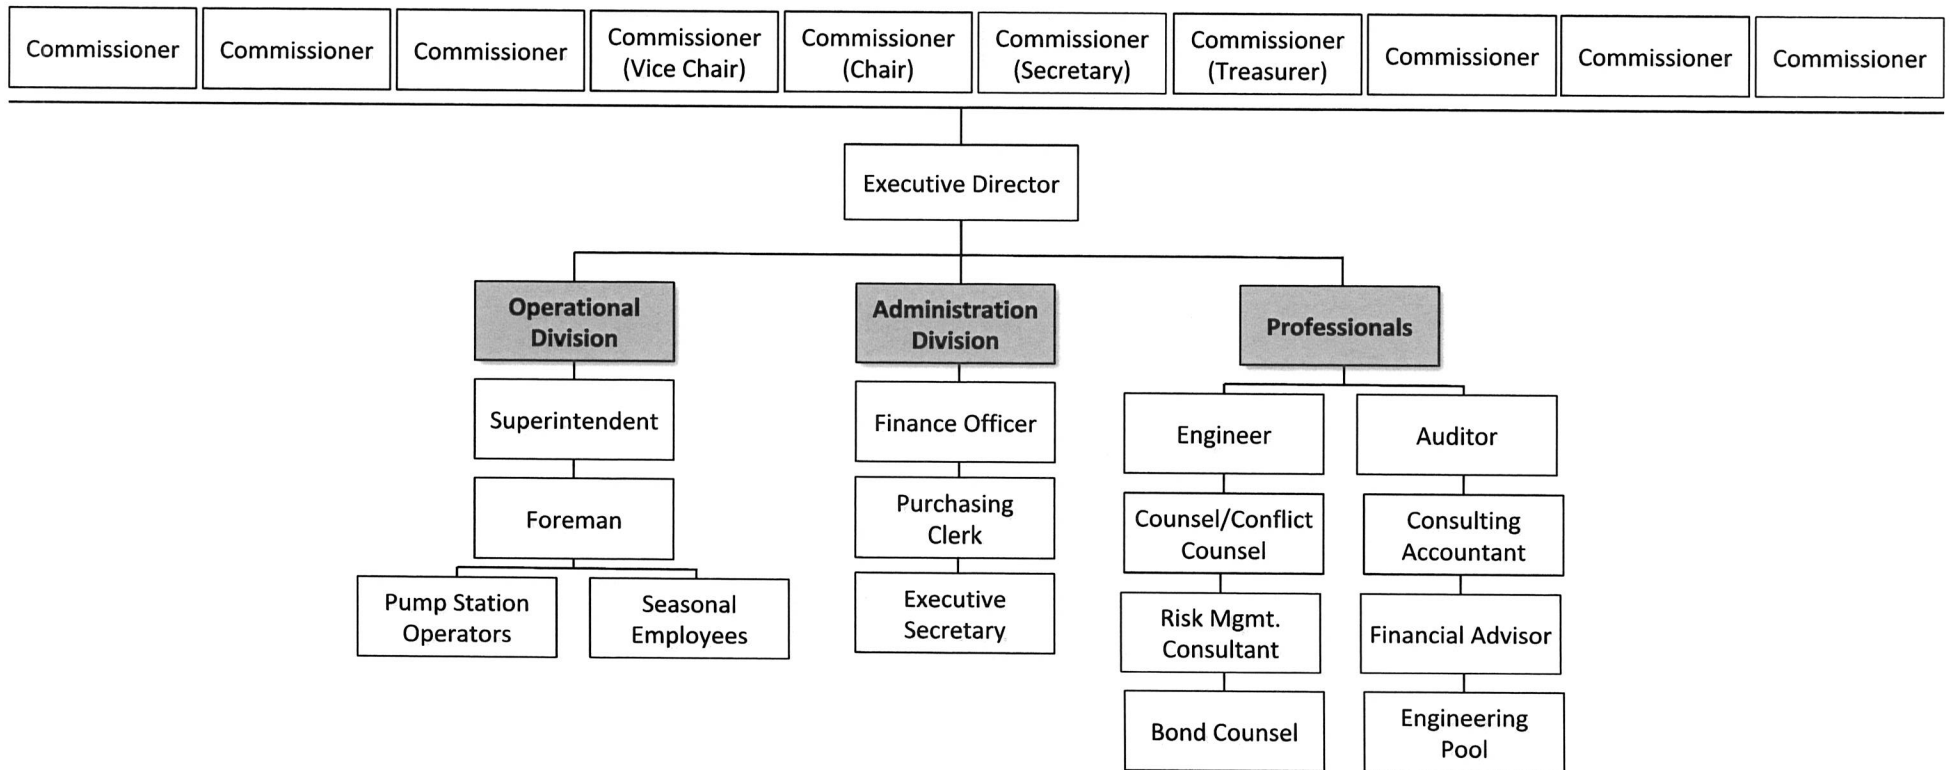 Commissioner
Commissioner
Commissioner
Commissioner
(Vice Chair)
Commissioner
(Chair)
Commissioner
(Secretary)
Commissioner
(Treasurer)
Commissioner
Commissioner
Commissioner
Executive Director
Operational
Division
Administration
Division
Professionals
Superintendent
Foreman
Pump Station
Operators
Seasonal
Employees
Finance Officer
Purchasing
Clerk
Executive
Secretary
Engineer
Counsel/Conflict
Counsel
Risk Mgmt.
Consultant
Bond Counsel
Auditor
Consulting
Accountant
Financial Advisor
Engineering
Pool